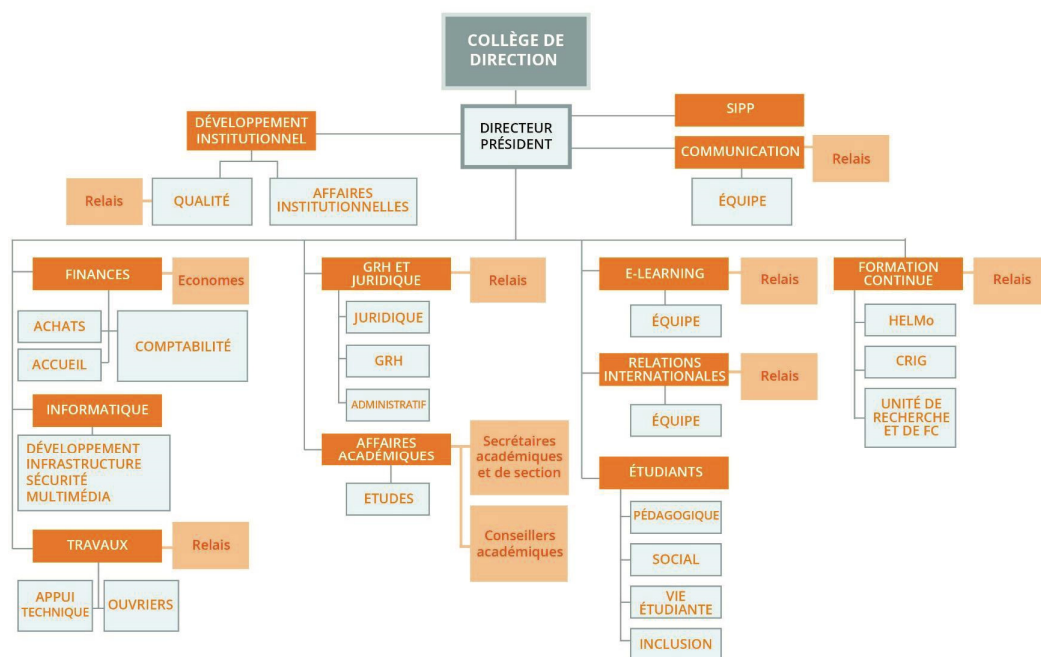 COLLÈGE DE
DIRECTION
DIRECTEUR
PRÉSIDENT
DÉVELOPPEMENT
INSTITUTIONNEL
Relais
QUALITÉ
AFFAIRES
INSTITUTIONNELLES
SIPP
COMMUNICATION
Relais
ÉQUIPE
FINANCES
Economes
ACHATS
ACCUEIL
COMPTABILITÉ
INFORMATIQUE
DÉVELOPPEMENT
INFRASTRUCTURE
SÉCURITÉ
MULTIMÉDIA
TRAVAUX
Relais
APPUI
TECHNIQUE
OUVRIERS
GRH ET
JURIDIQUE
Relais
JURIDIQUE
GRH
ADMINISTRATIF
AFFAIRES
ACADÉMIQUES
Secrétaires
académiques
et de section
ETUDES
Conseillers
académiques
E-LEARNING
Relais
ÉQUIPE
RELATIONS
INTERNATIONALES
Relais
ÉQUIPE
ÉTUDIANTS
PÉDAGOGIQUE
SOCIAL
VIE
ÉTUDIANTE
INCLUSION
FORMATION
CONTINUE
Relais
HELMo
CRIG
UNITÉ DE
RECHERCHE
ET DE FC